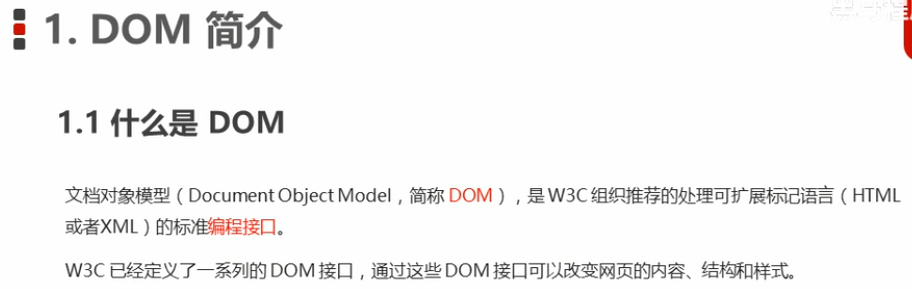 1. DOM 简介
1.1 什么是 DOM
文档对象模型（Document Object Model，简称 DOM），是 W3C 组织推荐的处理可扩展标记语言（HTML
或者XML）的标准编程接口。
W3C 已经定义了一系列的 DOM 接口，通过这些 DOM 接口可以改变网页的内容、结构和样式。